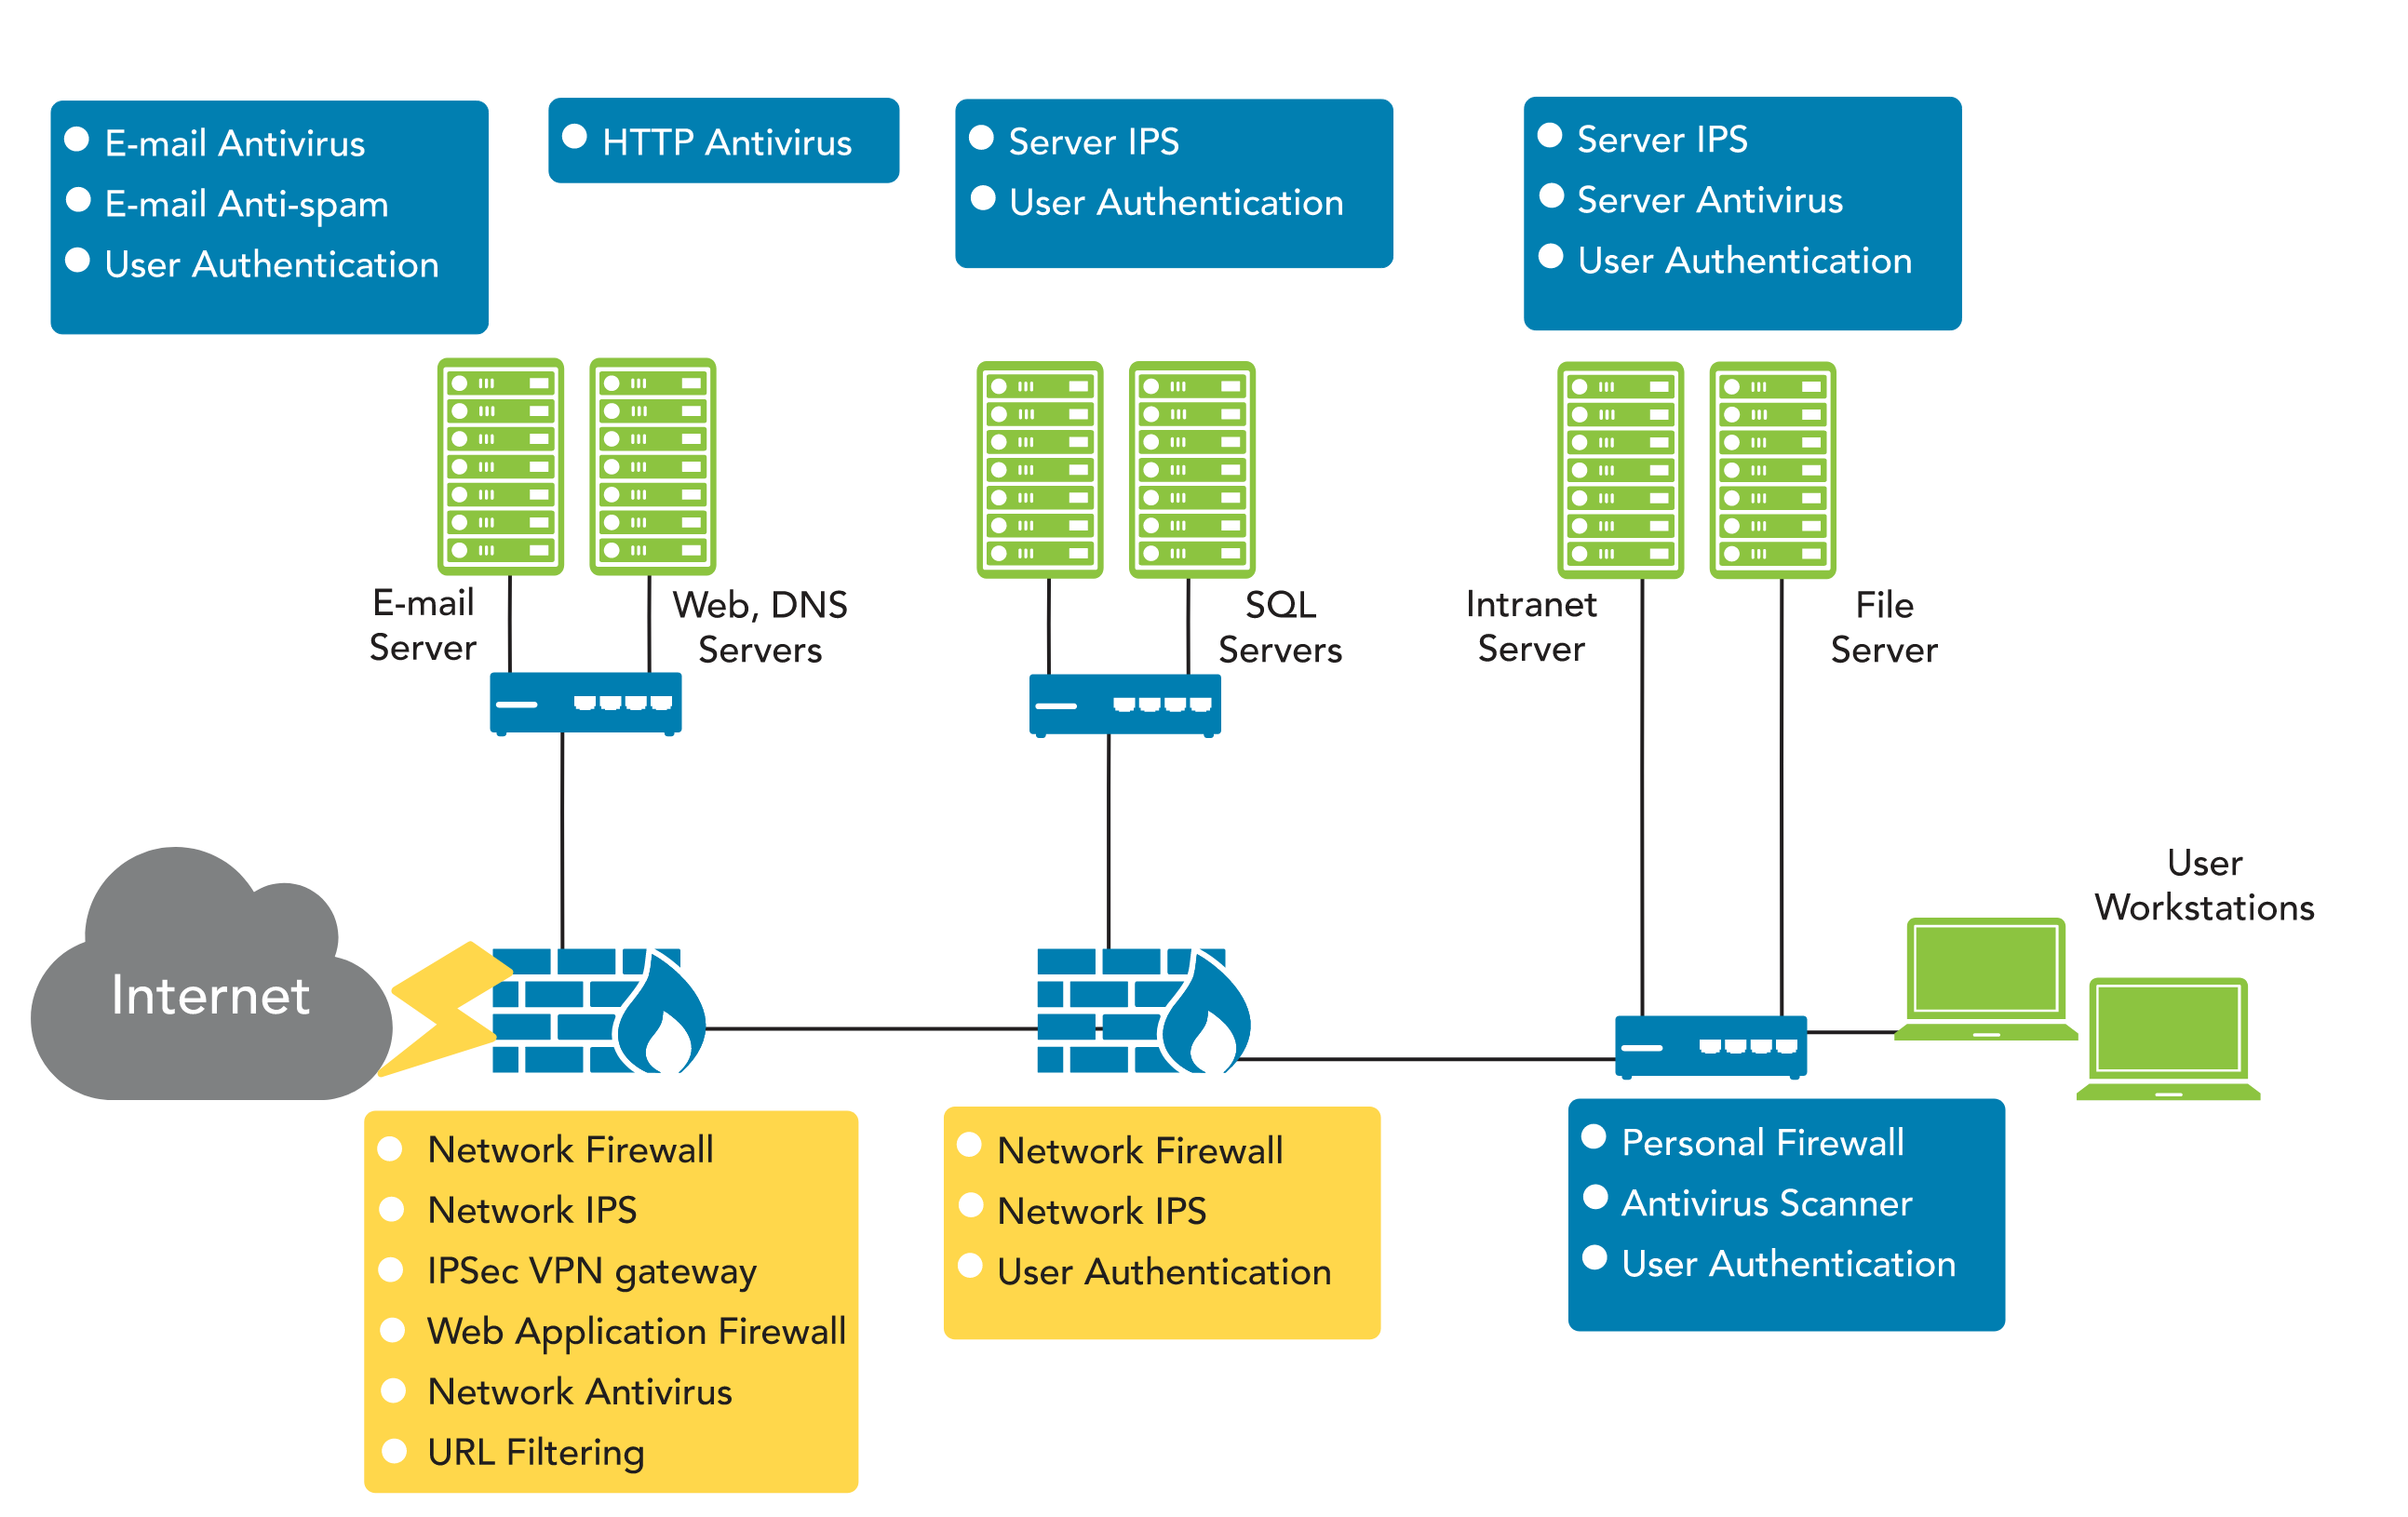 E-mail Antivirus
E-mail Anti-spam
User Authentication
HTTP Antivirus
Server IPS
User Authentication
Server IPS
Server Antivirus
User Authentication
E-mail
Server
Web, DNS
Servers
SQL
Servers
Intranet
Server
File
Server
User
Workstations
Internet
Network Firewall
Network IPS
IPSec VPN gateway
Web Application Firewall
Network Antivirus
URL Filtering
Network Firewall
Network IPS
User Authentication
Personal Firewall
Antivirus Scanner
User Authentication